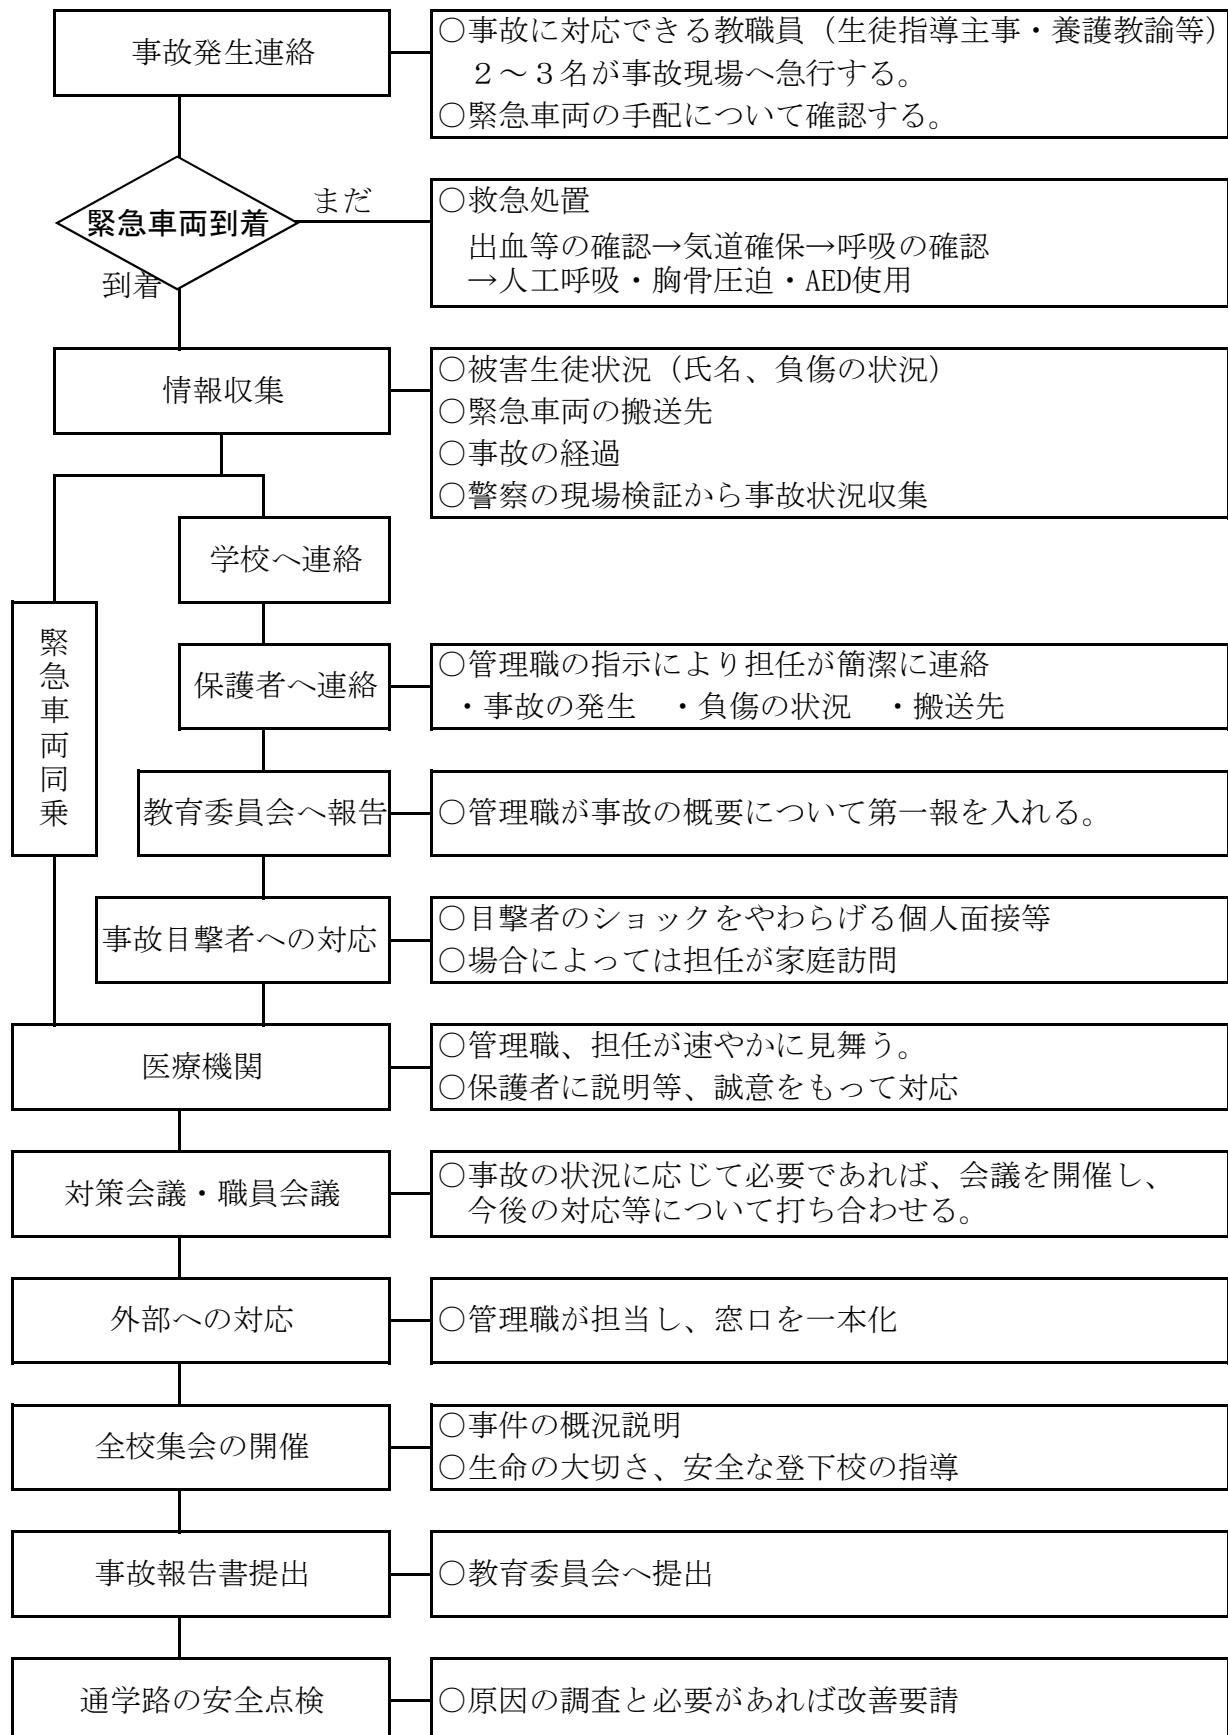 事故発生連絡
○事故に対応できる教職員（生徒指導主事・養護教諭等）
２～３名が事故現場へ急行する。
○緊急車両の手配について確認する。
緊急車両到着
まだ
到着
○救急処置
出血等の確認→気道確保→呼吸の確認
→人工呼吸・胸骨圧迫・AED使用
情報収集
○被害生徒状況（氏名、負傷の状況）
○緊急車両の搬送先
○事故の経過
○警察の現場検証から事故状況収集
学校へ連絡
緊急車両同乗
保護者へ連絡
○管理職の指示により担任が簡潔に連絡
・事故の発生　・負傷の状況　・搬送先
教育委員会へ報告
○管理職が事故の概要について第一報を入れる。
事故目撃者への対応
○目撃者のショックをやわらげる個人面接等
○場合によっては担任が家庭訪問
医療機関
○管理職、担任が速やかに見舞う。
○保護者に説明等、誠意をもって対応
対策会議・職員会議
○事故の状況に応じて必要であれば、会議を開催し、
今後の対応等について打ち合わせる。
外部への対応
○管理職が担当し、窓口を一本化
全校集会の開催
○事件の概況説明
○生命の大切さ、安全な登下校の指導
事故報告書提出
○教育委員会へ提出
通学路の安全点検
○原因の調査と必要があれば改善要請